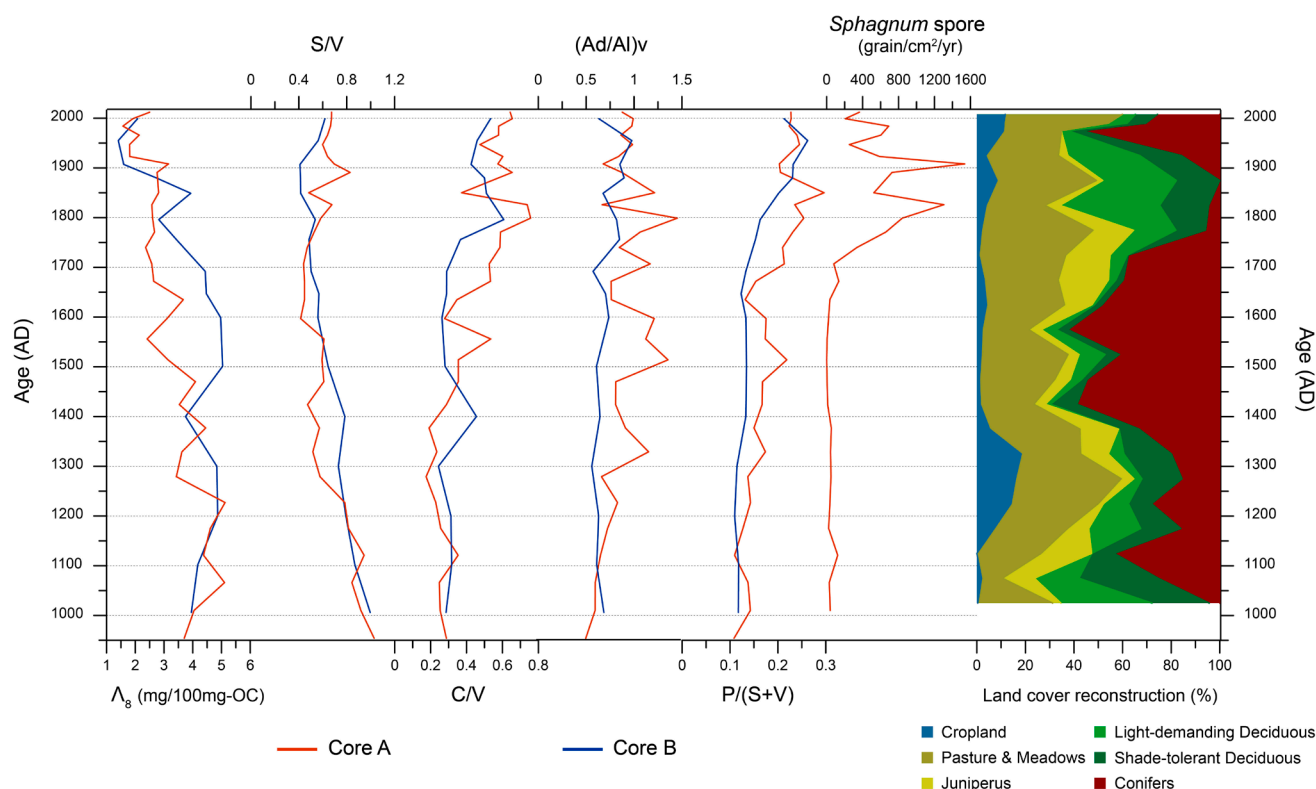 Sphagnum spore
(grain/cm²/yr)
S/V
(Ad/Al)v
0 0.4 0.8 1.2
0 0.5 1 1.5
0 400 800 1200 1600
2000
1900
1800
1700
1600
1500
1400
1300
1200
1100
1000
Age (AD)
2000
1900
1800
1700
1600
1500
1400
1300
1200
1100
1000
Age (AD)
1 2 3 4 5 6
0 0.2 0.4 0.6 0.8
0 0.1 0.2 0.3
0 20 40 60 80 100
Λ₈ (mg/100mg-OC)
C/V
P/(S+V)
Land cover reconstruction (%)
Core A
Core B
Cropland
Pasture & Meadows
Juniperus
Light-demanding Deciduous
Shade-tolerant Deciduous
Conifers